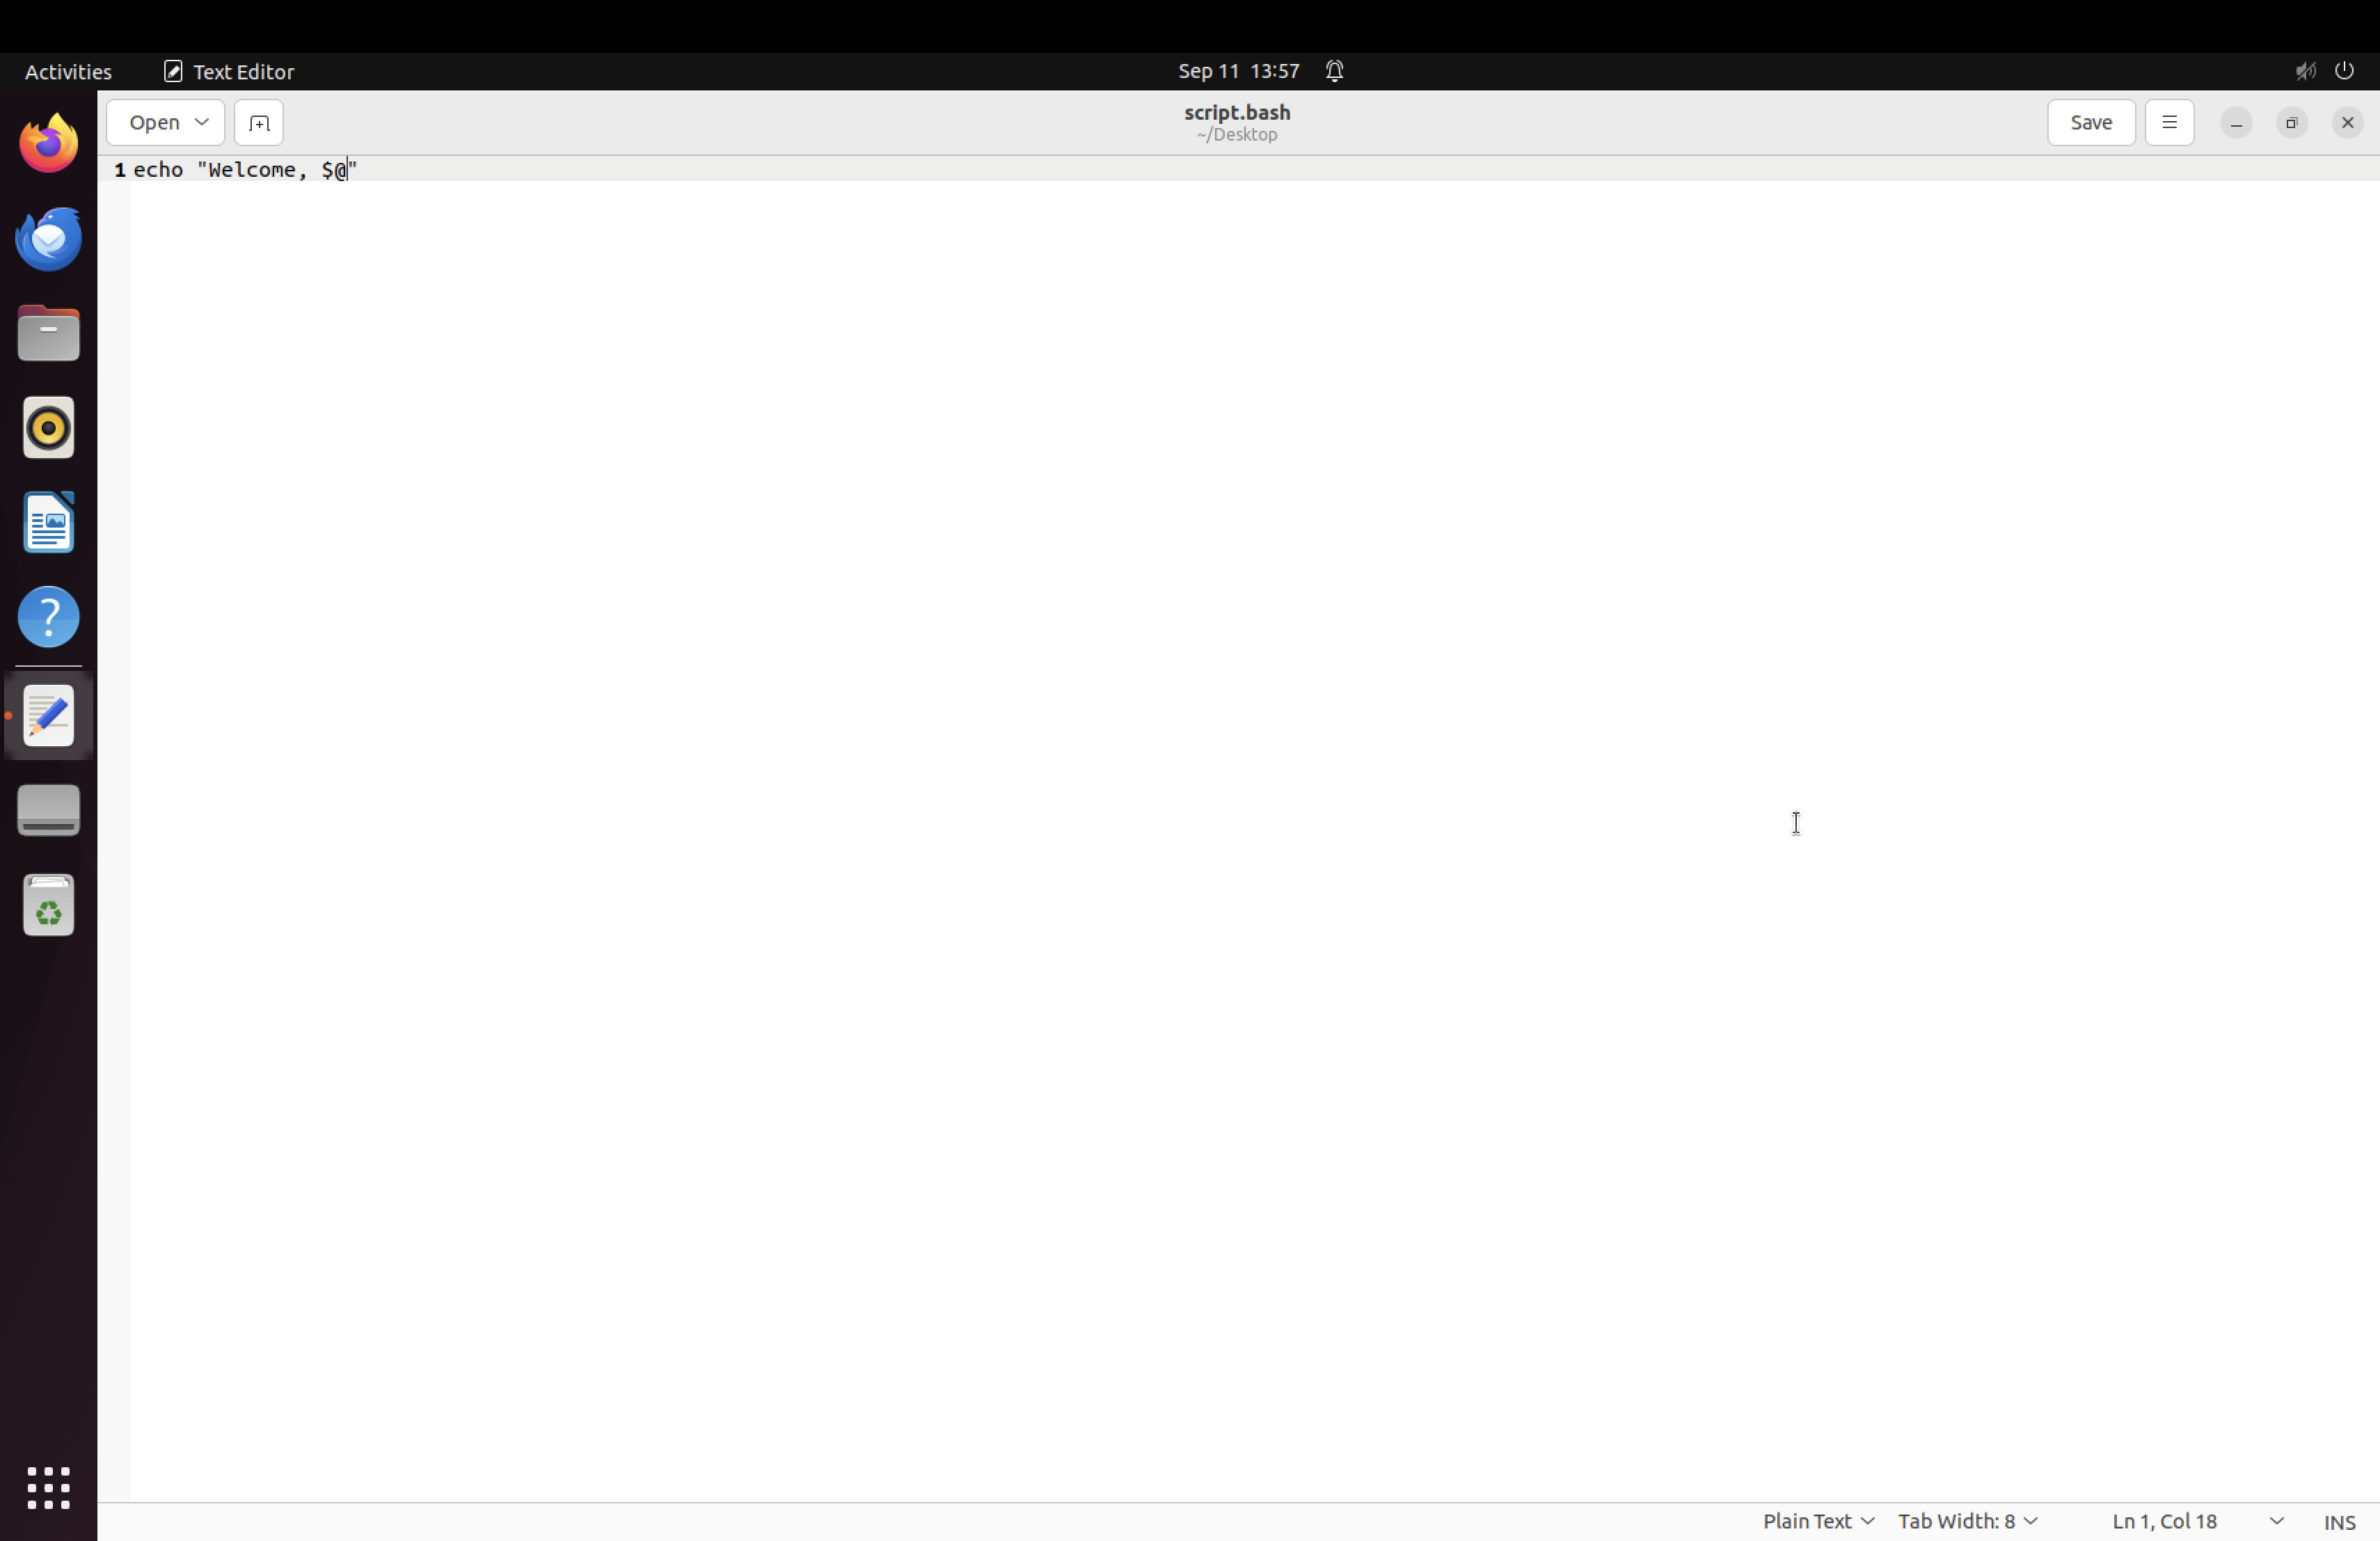 Activities Text Editor Sep 11 13:57
Open script.bash Save
~/Desktop
1 echo "Welcome, $@"
?
Plain Text Tab Width: 8 Ln 1, Col 18 INS